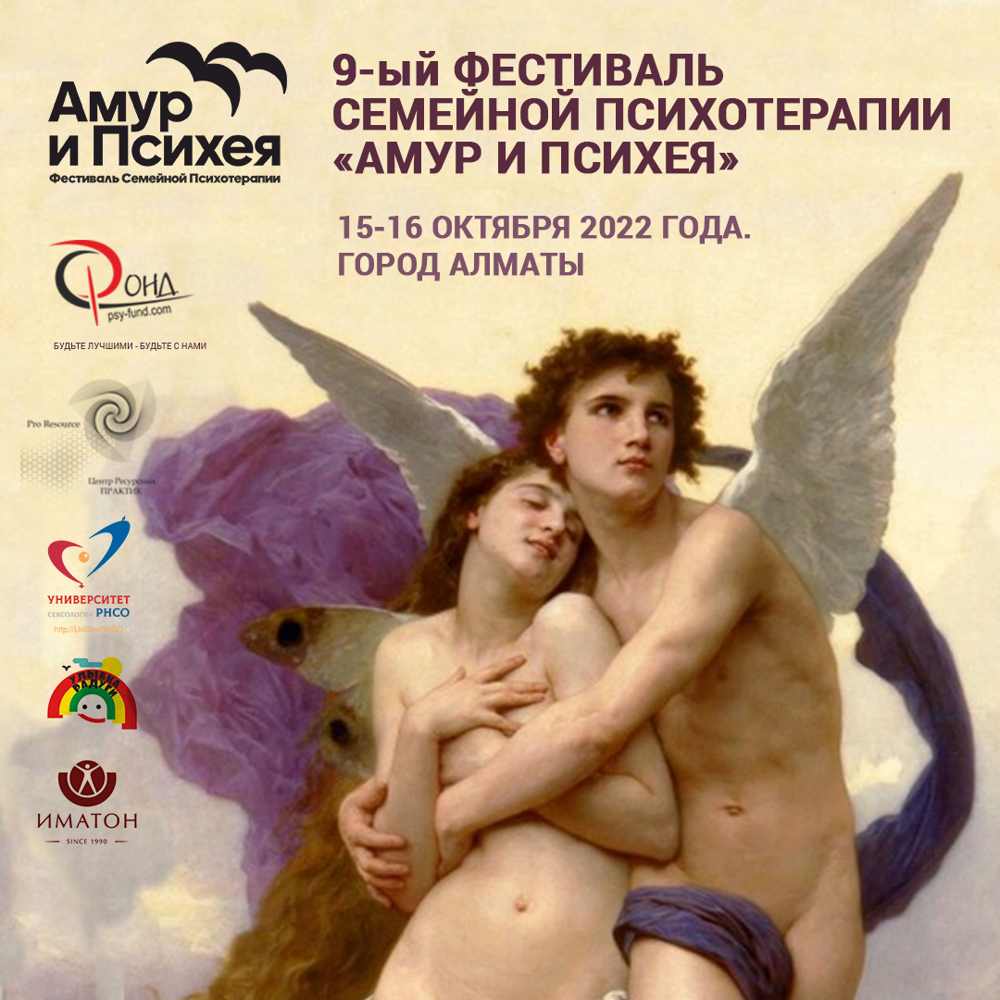 Амур
и Психея
Фестиваль Семейной Психотерапии
9-ый ФЕСТИВАЛЬ
СЕМЕЙНОЙ ПСИХОТЕРАПИИ
«АМУР И ПСИХЕЯ»
15-16 ОКТЯБРЯ 2022 ГОДА.
ГОРОД АЛМАТЫ
Фонд
psy-fund.com
БУДЬТЕ ЛУЧШИМИ - БУДЬТЕ С НАМИ
Pro Resource
Центр Ресурсных
ПРАКТИК
УНИВЕРСИТЕТ
СЕКСОЛОГИИ РНСО
http://UniSexRNSO
УЛЫБКА
РАДУГИ
ИМАТОН
SINCE 1990